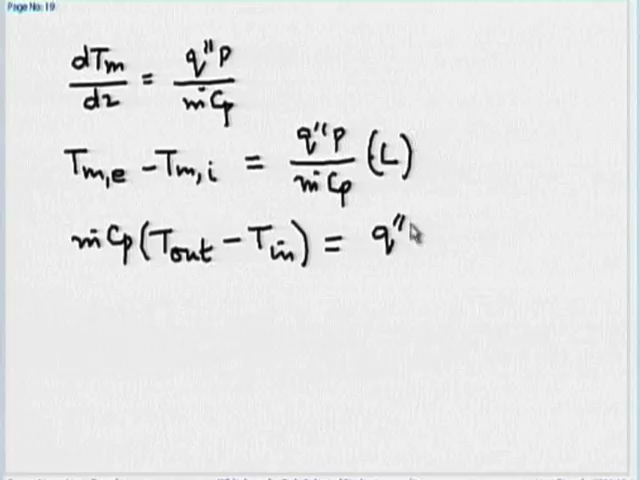 Page No: 19
dTm/dz = q″P/ṁCp
Tm,e − Tm,i = q″P/ṁCp (L)
ṁCp(Tout − Tin) = q″